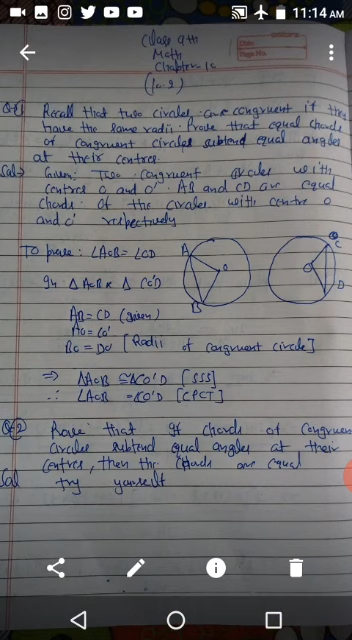 11:14 AM
Class 9th
Math
Chapter 10
(10.2)
Q1) Recall that two circles are congruent if they
have the same radii. Prove that equal chords
of congruent circles subtend equal angles
at their centres.
Sol> Given: Two congruent circles with
centres O and O'. AB and CD are equal
chords of the circles with centre O
and O' respectively
To prove: ∠AOB = ∠COD
In Δ AOB & Δ CO'D
AB = CD (given)
AO = CO'
BO = DO' [Radii of congruent circle]
⇒ ΔAOB ≅ ΔCO'D [SSS]
∴ ∠AOB = ∠CO'D [CPCT]
A
O
B
O'
C
D
Q2 Prove that If chords of congruent
circles subtend equal angles at their
centres, then the chords are equal
Sol try yourself